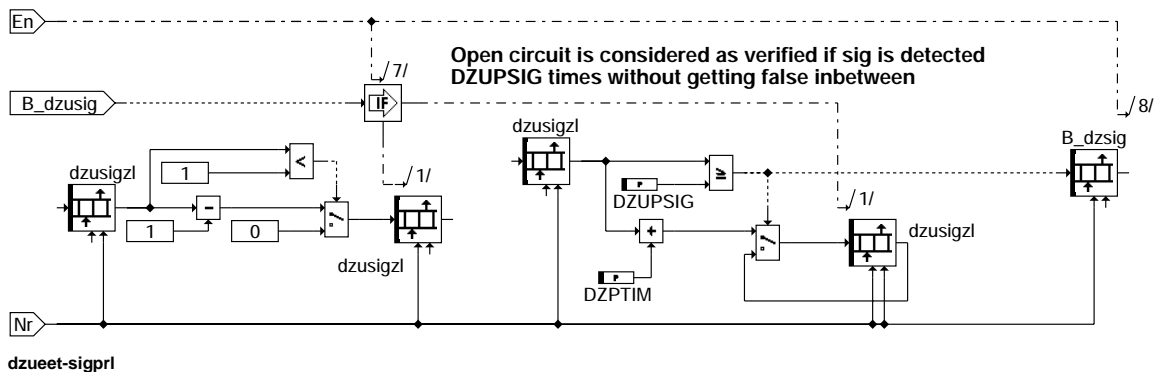 En
Open circuit is considered as verified if sig is detected
DZUPSIG times without getting false inbetween
/7/
B_dzusig
IF
/8/
dzusigzl
B_dzsig
dzusigzl
<
1
/1/
≥
P
DZUPSIG
/1/
-
1
0
+
dzusigzl
dzusigzl
P
DZPTIM
Nr
dzueet-sigprl